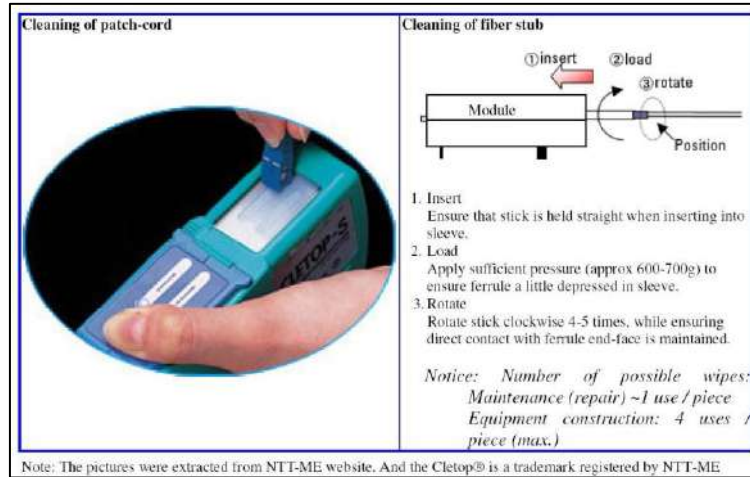 Cleaning of patch-cord
CLETOP-S
Cleaning of fiber stub
①insert
②load
③rotate
Module
Position
1. Insert
Ensure that stick is held straight when inserting into
sleeve.
2. Load
Apply sufficient pressure (approx 600-700g) to
ensure ferrule a little depressed in sleeve.
3. Rotate
Rotate stick clockwise 4-5 times, while ensuring
direct contact with ferrule end-face is maintained.
Notice: Number of possible wipes:
Maintenance (repair) ~1 use / piece
Equipment construction: 4 uses /
piece (max.)
Note: The pictures were extracted from NTT-ME website. And the Cletop® is a trademark registered by NTT-ME